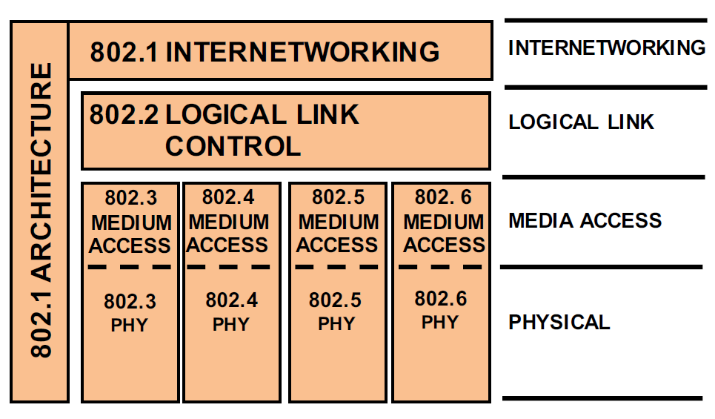 802.1 ARCHITECTURE
802.1 INTERNETWORKING
INTERNETWORKING
802.2 LOGICAL LINK
CONTROL
LOGICAL LINK
802.3
MEDIUM
ACCESS
802.4
MEDIUM
ACCESS
802.5
MEDIUM
ACCESS
802. 6
MEDIUM
ACCESS
MEDIA ACCESS
802.3
PHY
802.4
PHY
802.5
PHY
802.6
PHY
PHYSICAL